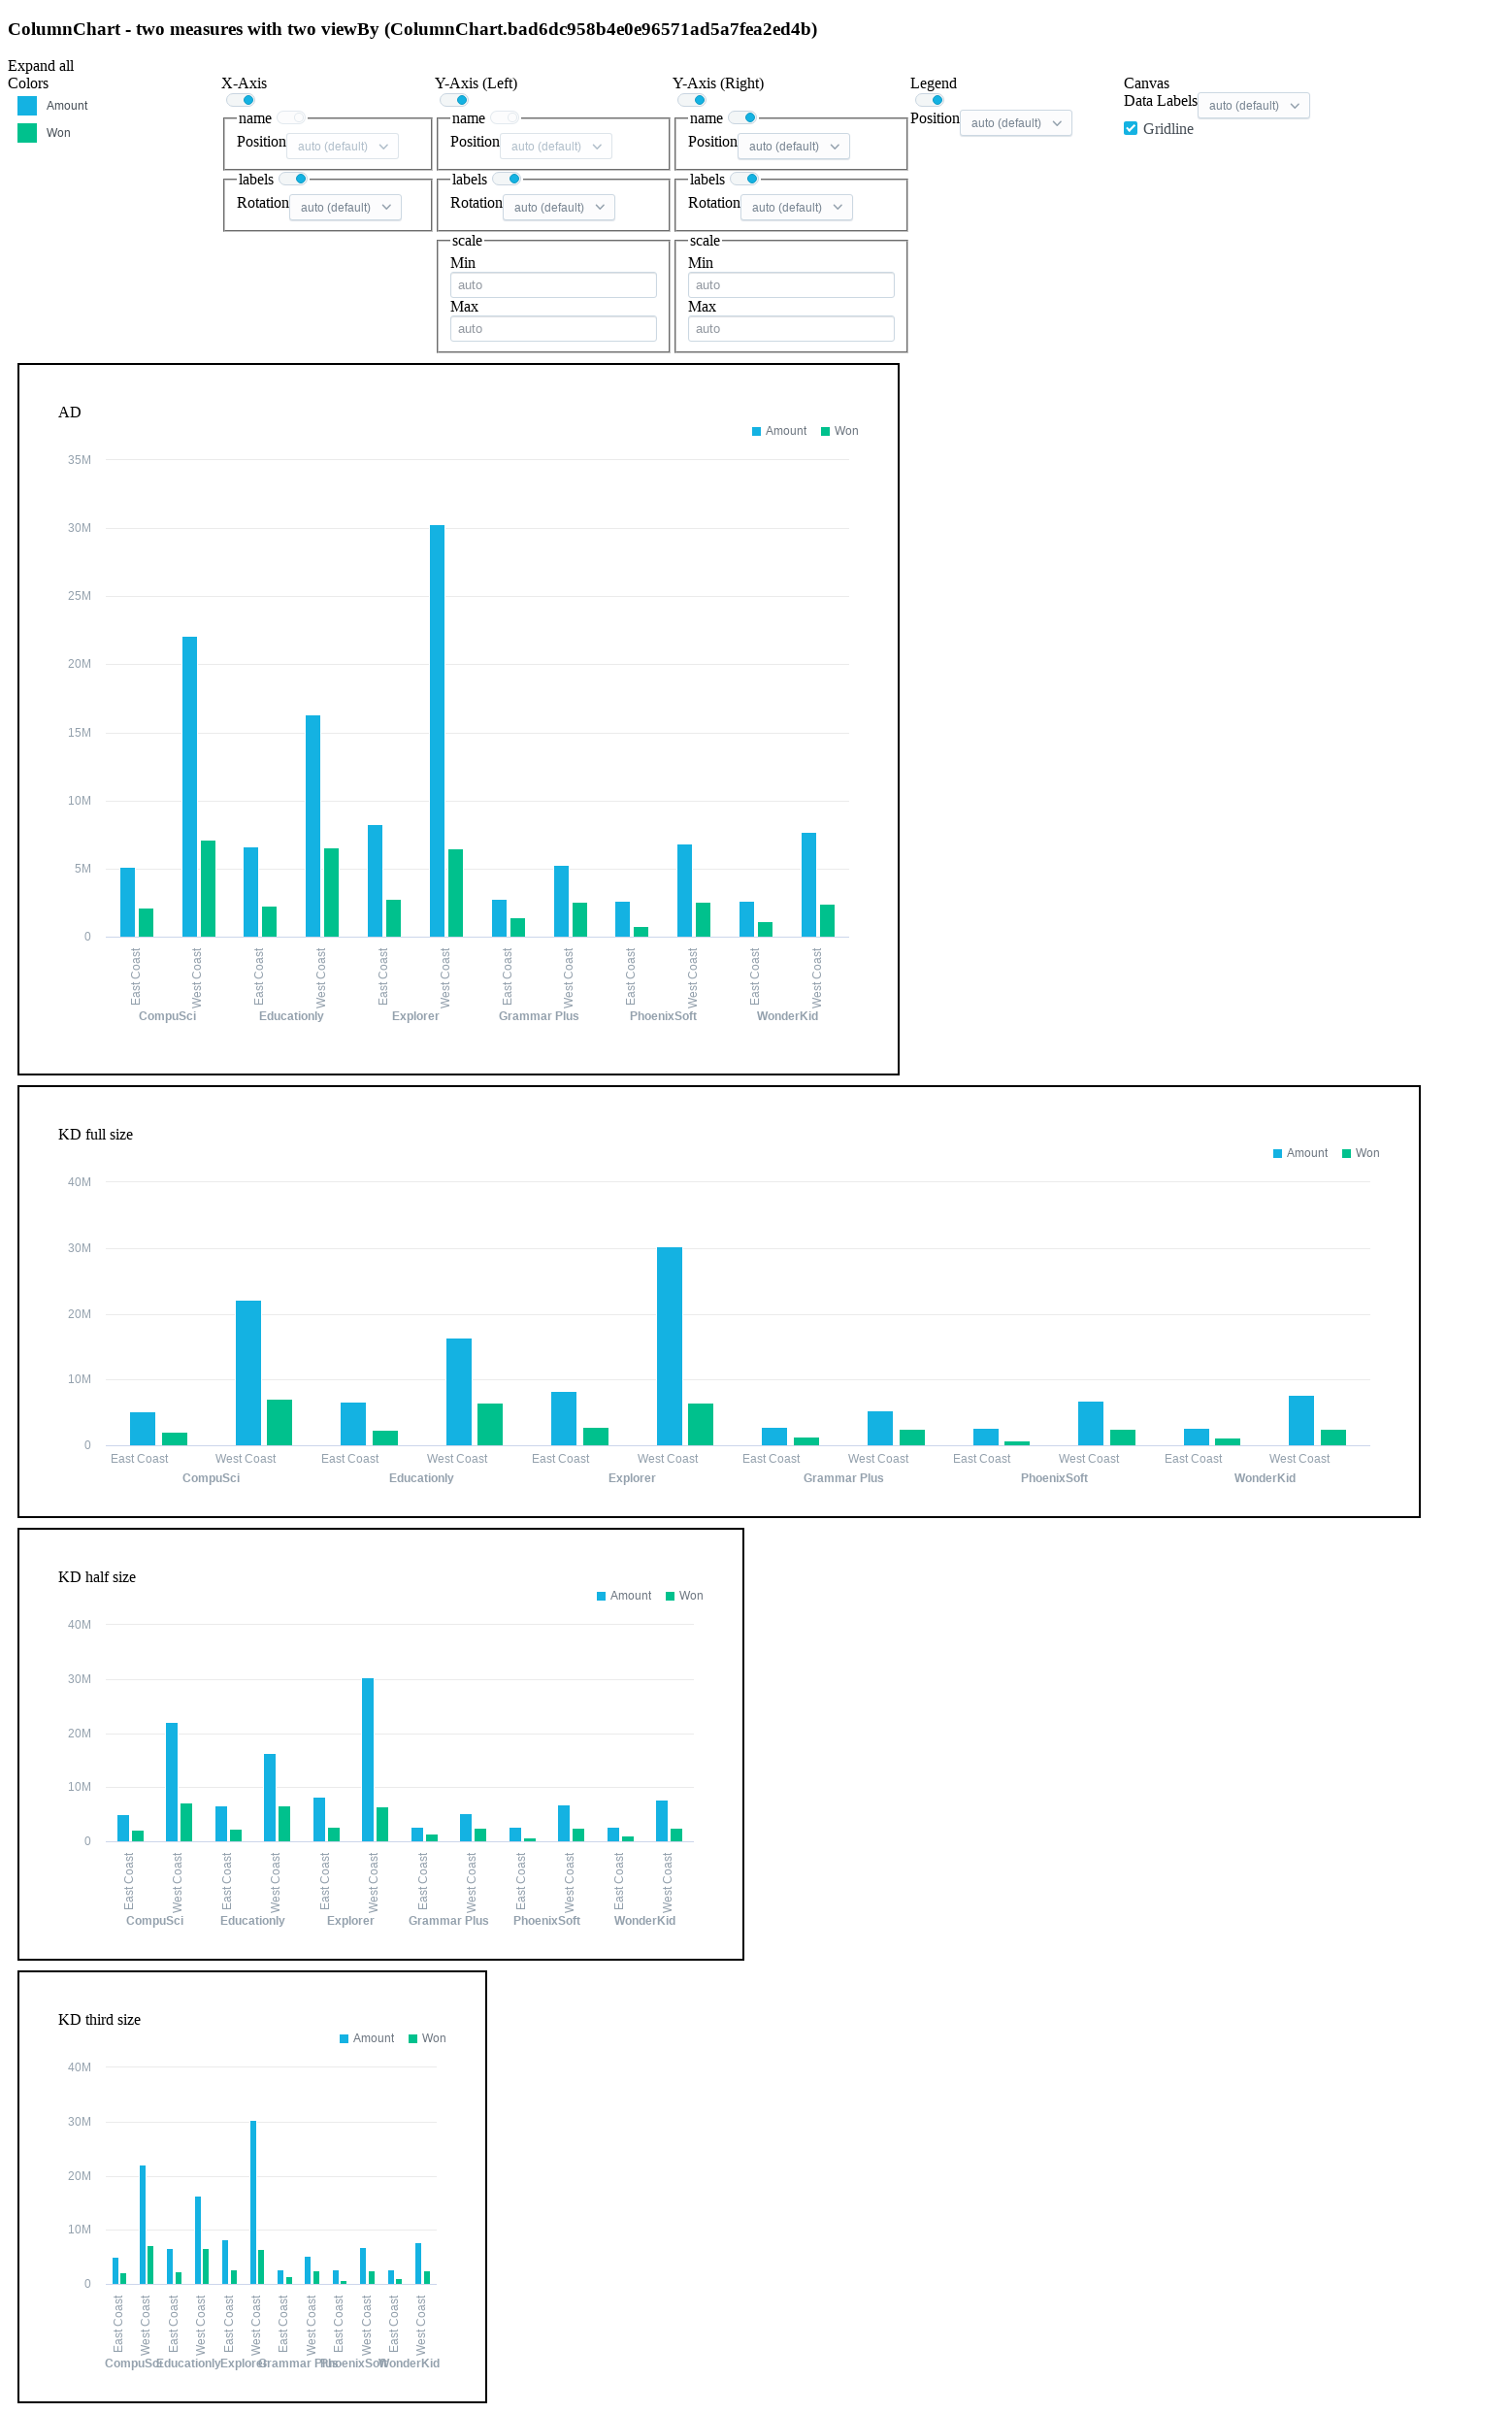 ColumnChart - two measures with two viewBy (ColumnChart.bad6dc958b4e0e96571ad5a7fea2ed4b)
Expand all
Colors
Amount
Won
X-Axis
name
Position auto (default)
labels
Rotation auto (default)
Y-Axis (Left)
name
Position auto (default)
labels
Rotation auto (default)
scale
Min
auto
Max
auto
Y-Axis (Right)
name
Position auto (default)
labels
Rotation auto (default)
scale
Min
auto
Max
auto
Legend
Position auto (default)
Canvas
Data Labels auto (default)
Gridline
AD
Amount Won
35M
30M
25M
20M
15M
10M
5M
0
East Coast West Coast East Coast West Coast East Coast West Coast East Coast West Coast East Coast West Coast East Coast West Coast
CompuSci Educationly Explorer Grammar Plus PhoenixSoft WonderKid
KD full size
Amount Won
40M
30M
20M
10M
0
East Coast West Coast East Coast West Coast East Coast West Coast East Coast West Coast East Coast West Coast East Coast West Coast
CompuSci Educationly Explorer Grammar Plus PhoenixSoft WonderKid
KD half size
Amount Won
40M
30M
20M
10M
0
East Coast West Coast East Coast West Coast East Coast West Coast East Coast West Coast East Coast West Coast East Coast West Coast
CompuSci Educationly Explorer Grammar Plus PhoenixSoft WonderKid
KD third size
Amount Won
40M
30M
20M
10M
0
East Coast West Coast East Coast West Coast East Coast West Coast East Coast West Coast East Coast West Coast East Coast West Coast
CompuSci Educationly Explorer Grammar Plus PhoenixSoft WonderKid